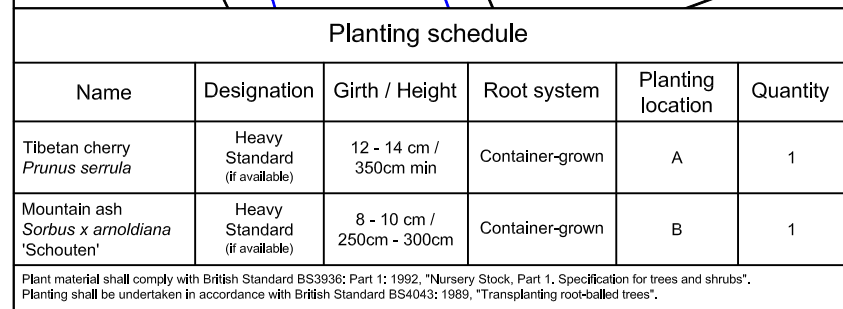 Planting schedule
Name
Designation
Girth / Height
Root system
Planting
location
Quantity
Tibetan cherry
Prunus serrula
Heavy
Standard
(if available)
12 - 14 cm /
350cm min
Container-grown
A
1
Mountain ash
Sorbus x arnoldiana
'Schouten'
Heavy
Standard
(if available)
8 - 10 cm /
250cm - 300cm
Container-grown
B
1
Plant material shall comply with British Standard BS3936: Part 1: 1992, "Nursery Stock, Part 1. Specification for trees and shrubs".
Planting shall be undertaken in accordance with British Standard BS4043: 1989, "Transplanting root-balled trees".